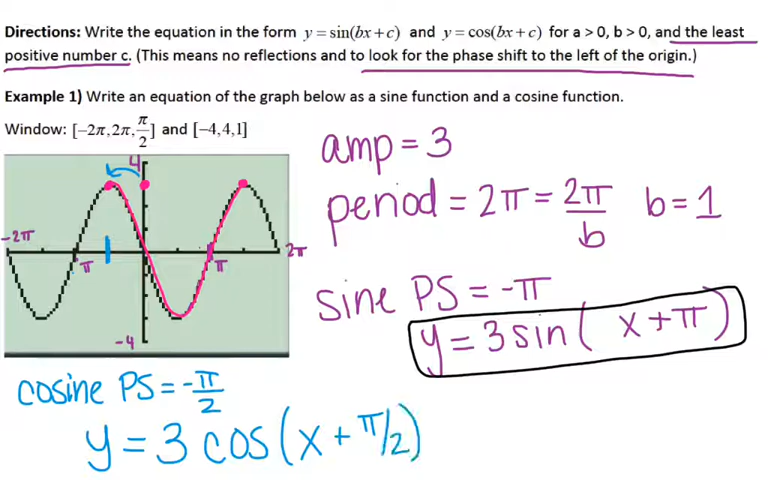 Directions: Write the equation in the form y = sin(bx + c) and y = cos(bx + c) for a > 0, b > 0, and the least
positive number c. (This means no reflections and to look for the phase shift to the left of the origin.)
Example 1) Write an equation of the graph below as a sine function and a cosine function.
Window: [−2π, 2π, π/2] and [−4,4,1]
amp = 3
period = 2π = 2π/b b = 1
4
-2π
π
π
2π
-4
sine PS = -π
y = 3 sin( x + π)
cosine PS = -π/2
y = 3 cos(x + π/2)